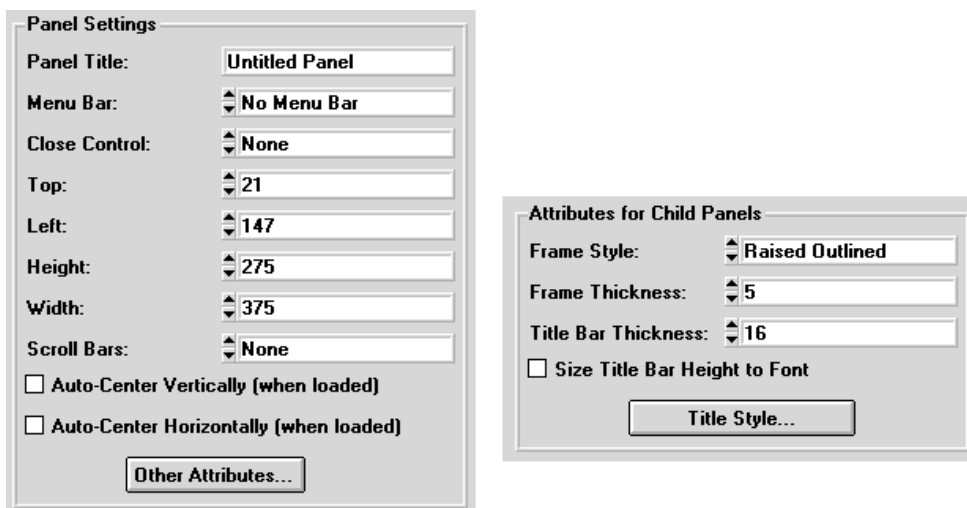 Panel Settings
Panel Title: Untitled Panel
Menu Bar: No Menu Bar
Close Control: None
Top: 21
Left: 147
Height: 275
Width: 375
Scroll Bars: None
Auto-Center Vertically (when loaded)
Auto-Center Horizontally (when loaded)
Other Attributes...
Attributes for Child Panels
Frame Style: Raised Outlined
Frame Thickness: 5
Title Bar Thickness: 16
Size Title Bar Height to Font
Title Style...